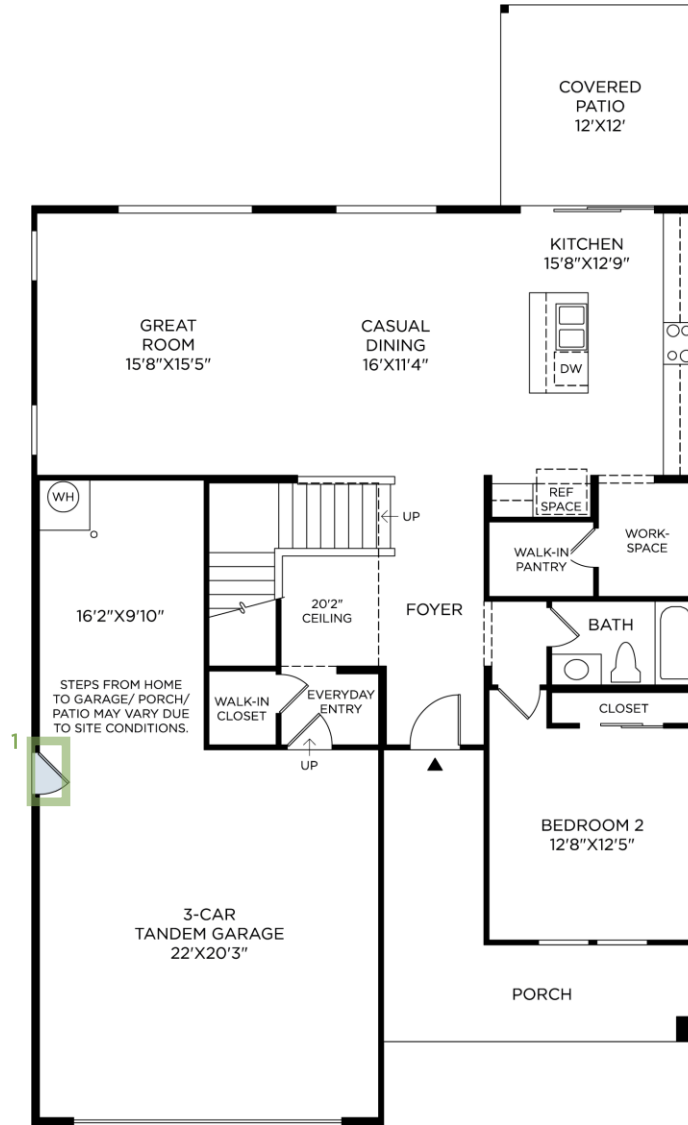 COVERED
PATIO
12'X12'
KITCHEN
15'8"X12'9"
GREAT
ROOM
15'8"X15'5"
CASUAL
DINING
16'X11'4"
DW
WH
UP
REF
SPACE
WORK-
SPACE
WALK-IN
PANTRY
16'2"X9'10"
20'2"
CEILING
FOYER
BATH
STEPS FROM HOME
TO GARAGE/ PORCH/
PATIO MAY VARY DUE
TO SITE CONDITIONS.
WALK-IN
CLOSET
EVERYDAY
ENTRY
CLOSET
1
UP
BEDROOM 2
12'8"X12'5"
3-CAR
TANDEM GARAGE
22'X20'3"
PORCH